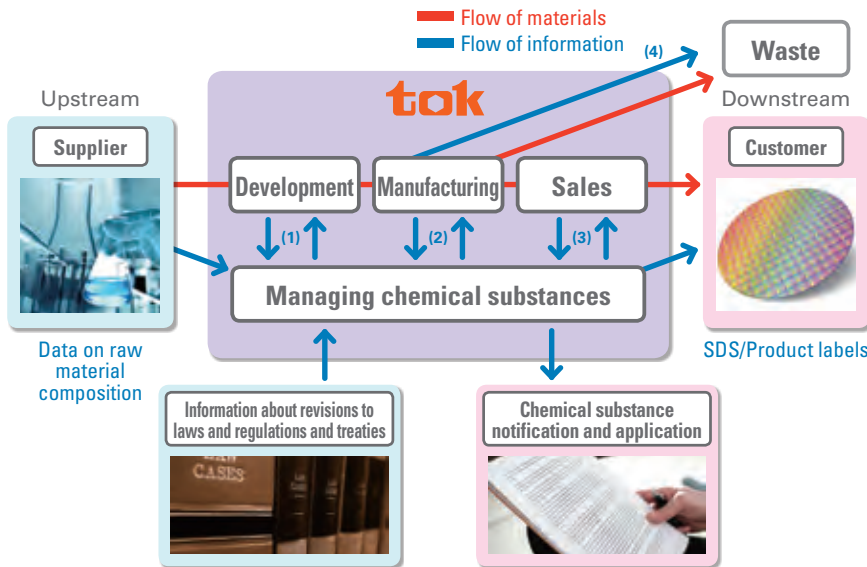 Flow of materials
Flow of information
(4)
Waste
tok
Upstream
Downstream
Supplier
Customer
Development
Manufacturing
Sales
(1)
(2)
(3)
Managing chemical substances
Data on raw
material
composition
SDS/Product labels
Information about revisions to
laws and regulations and treaties
Chemical substance
notification and application
LAW
CASES